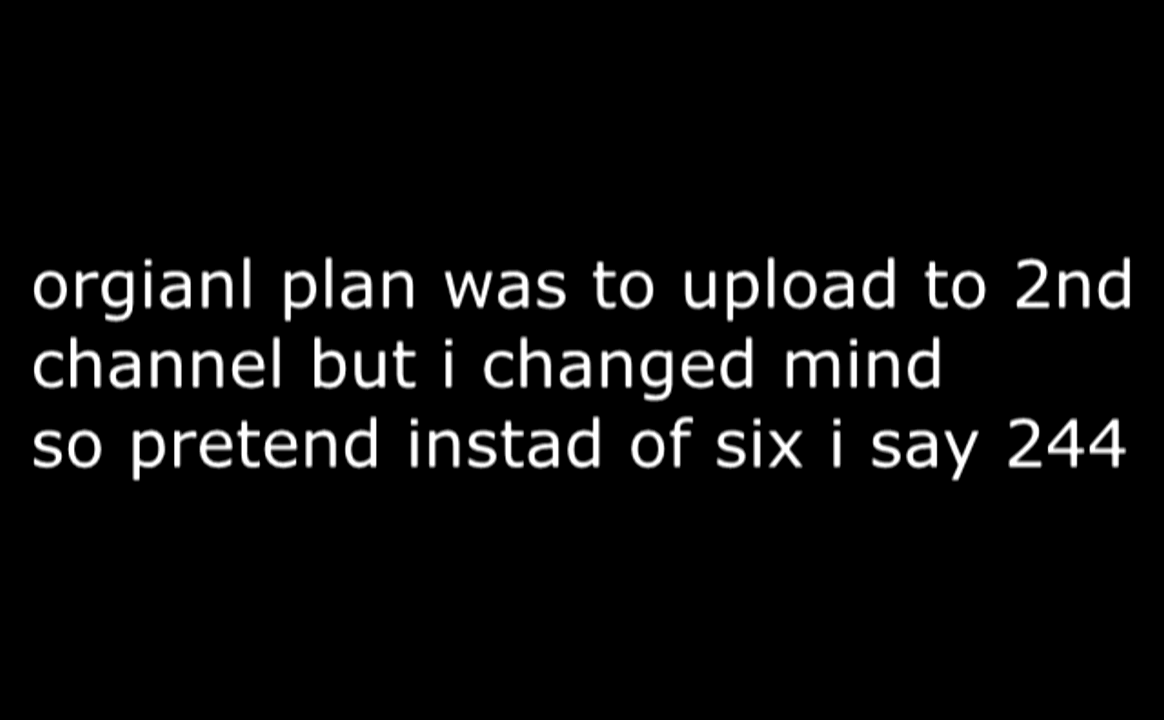 orgianl plan was to upload to 2nd
channel but i changed mind
so pretend instad of six i say 244